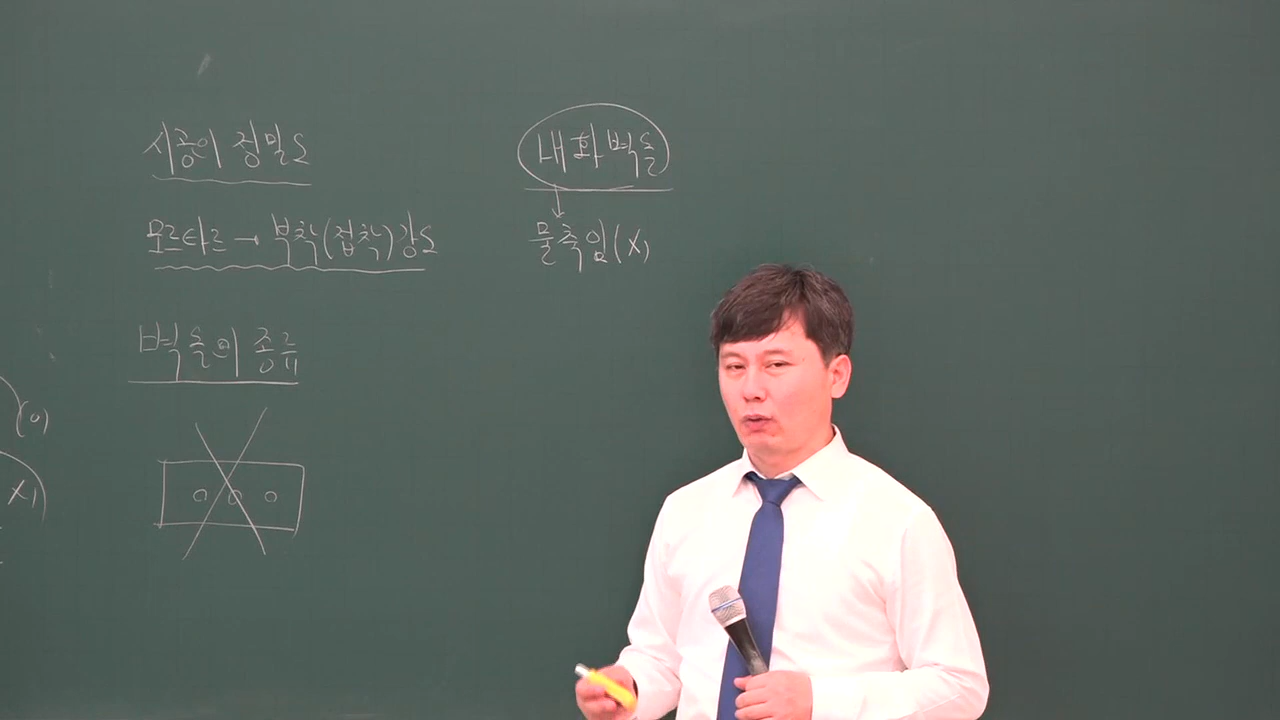 시공의 정밀도
모르타르 → 부착(접착)강도
벽돌의 종류
(O)
X)
내화벽돌
물축임(X)